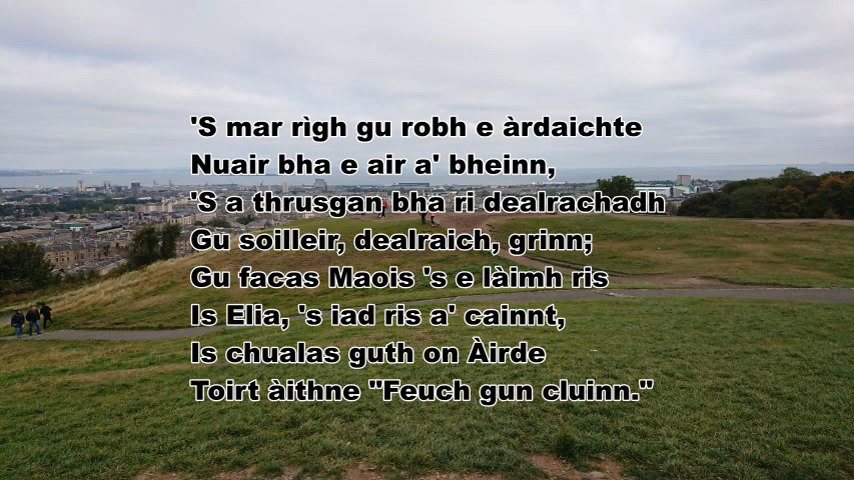 'S mar rìgh gu robh e àrdaichte
Nuair bha e air a' bheinn,
'S a thrusgan bha ri dealrachadh
Gu soilleir, dealraich, grinn;
Gu facas Maois 's e làimh ris
Is Elia, 's iad ris a' cainnt,
Is chualas guth on Àirde
Toirt àithne "Feuch gun cluinn."